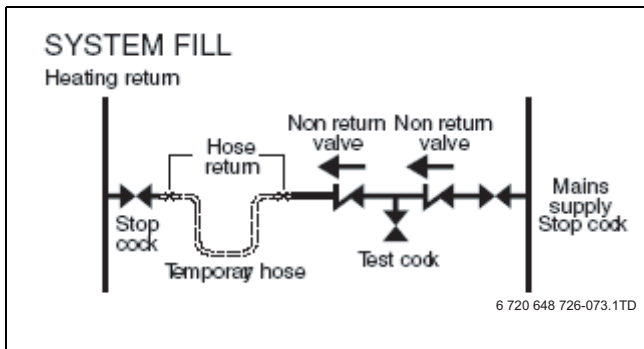 SYSTEM FILL
Heating return
Hose
return
Non return
valve
Non return
valve
Stop
cock
Temporay hose
Test cock
Mains
supply
Stop cock
6 720 648 726-073.1TD